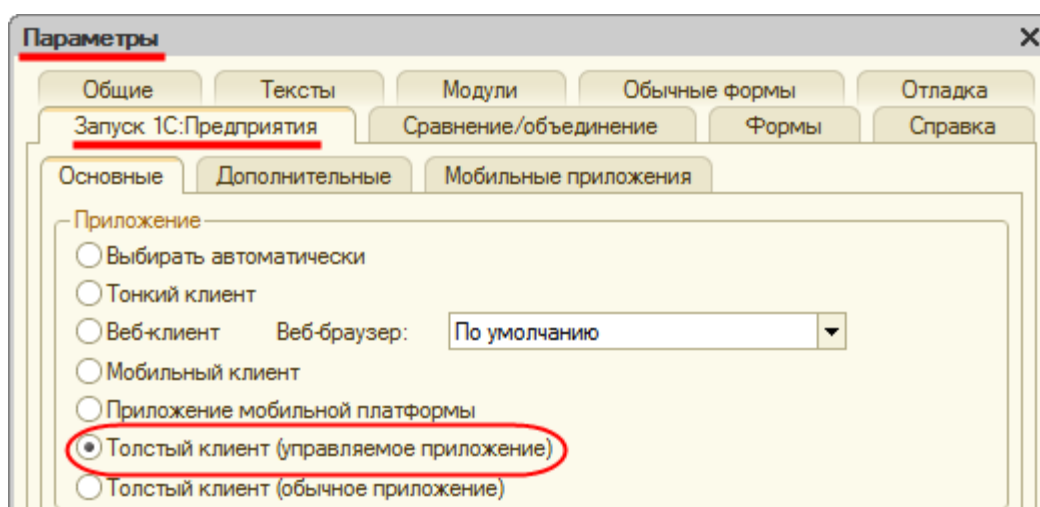 Параметры
Общие Тексты Модули Обычные формы Отладка
Запуск 1С:Предприятия Сравнение/объединение Формы Справка
Основные Дополнительные Мобильные приложения
Приложение
Выбирать автоматически
Тонкий клиент
Веб-клиент Веб-браузер: По умолчанию
Мобильный клиент
Приложение мобильной платформы
Толстый клиент (управляемое приложение)
Толстый клиент (обычное приложение)